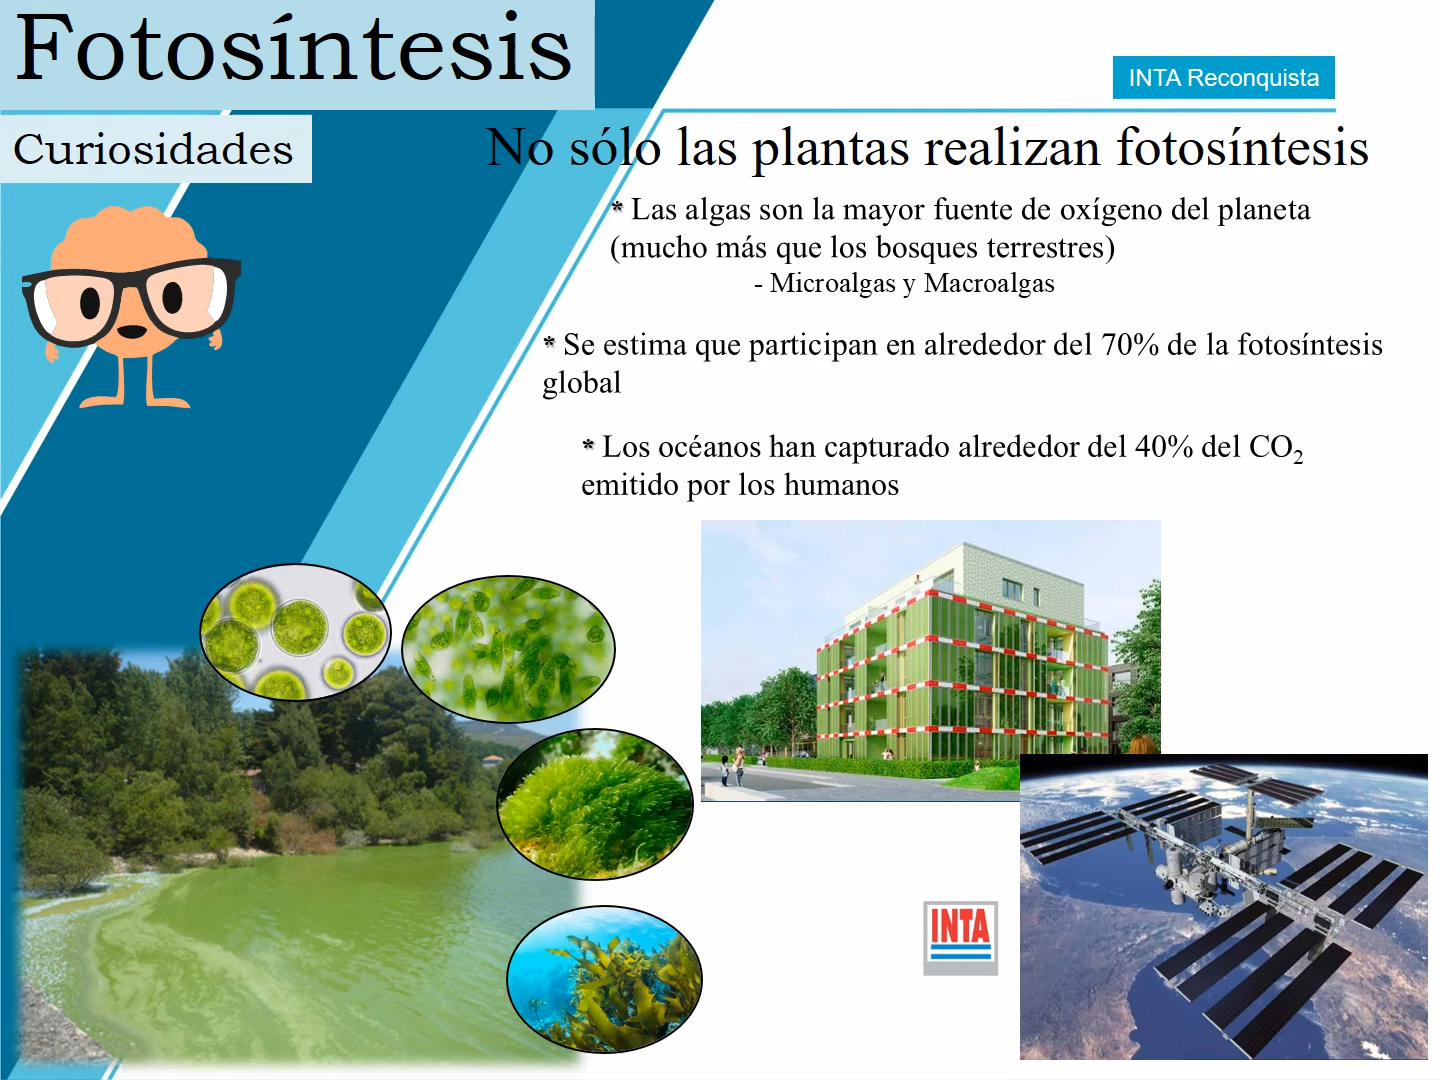 Fotosíntesis
INTA Reconquista
Curiosidades
No sólo las plantas realizan fotosíntesis
* Las algas son la mayor fuente de oxígeno del planeta
(mucho más que los bosques terrestres)
- Microalgas y Macroalgas
* Se estima que participan en alrededor del 70% de la fotosíntesis
global
* Los océanos han capturado alrededor del 40% del CO₂
emitido por los humanos
INTA